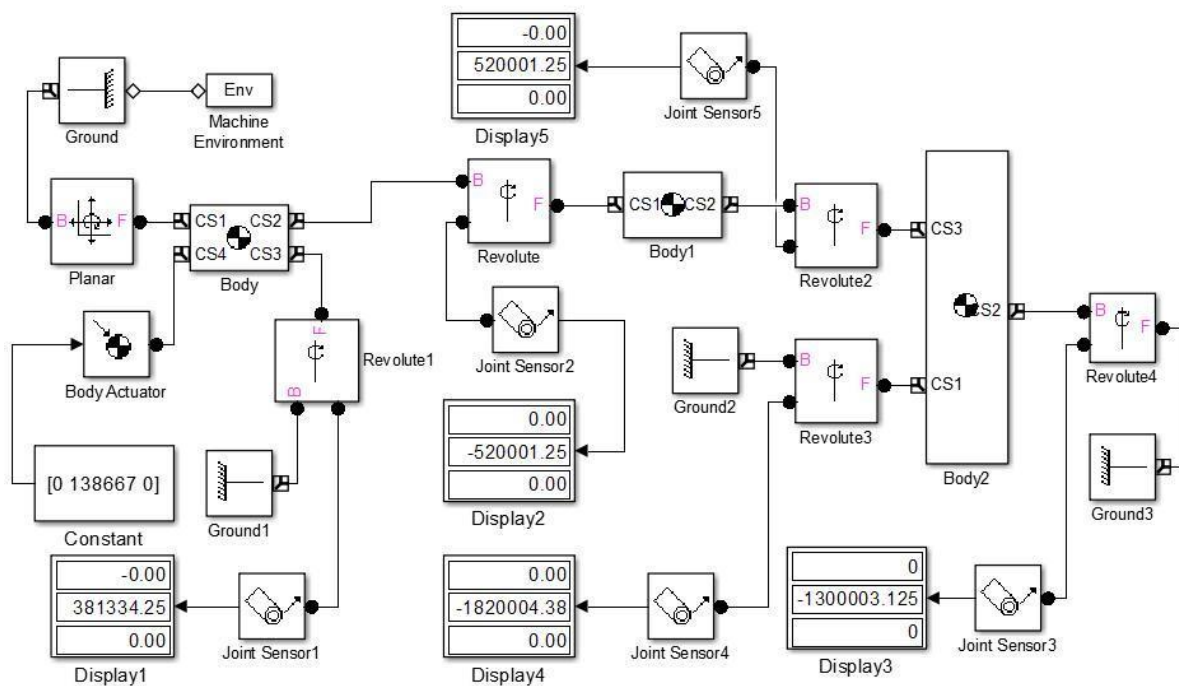 -0.00
520001.25
0.00
Display5
Joint Sensor5
Ground
Env
Machine
Environment
B
F
Planar
CS1
CS2
CS4
CS3
Body
B
F
Revolute
CS1
CS2
Body1
B
F
Revolute2
CS3
CS2
CS1
Body2
B
F
Revolute4
Body Actuator
F
B
Revolute1
Joint Sensor2
Ground2
B
F
Revolute3
[0 138667 0]
Constant
Ground1
0.00
-520001.25
0.00
Display2
Ground3
-0.00
381334.25
0.00
Display1
Joint Sensor1
0.00
-1820004.38
0.00
Display4
Joint Sensor4
0
-1300003.125
0
Display3
Joint Sensor3